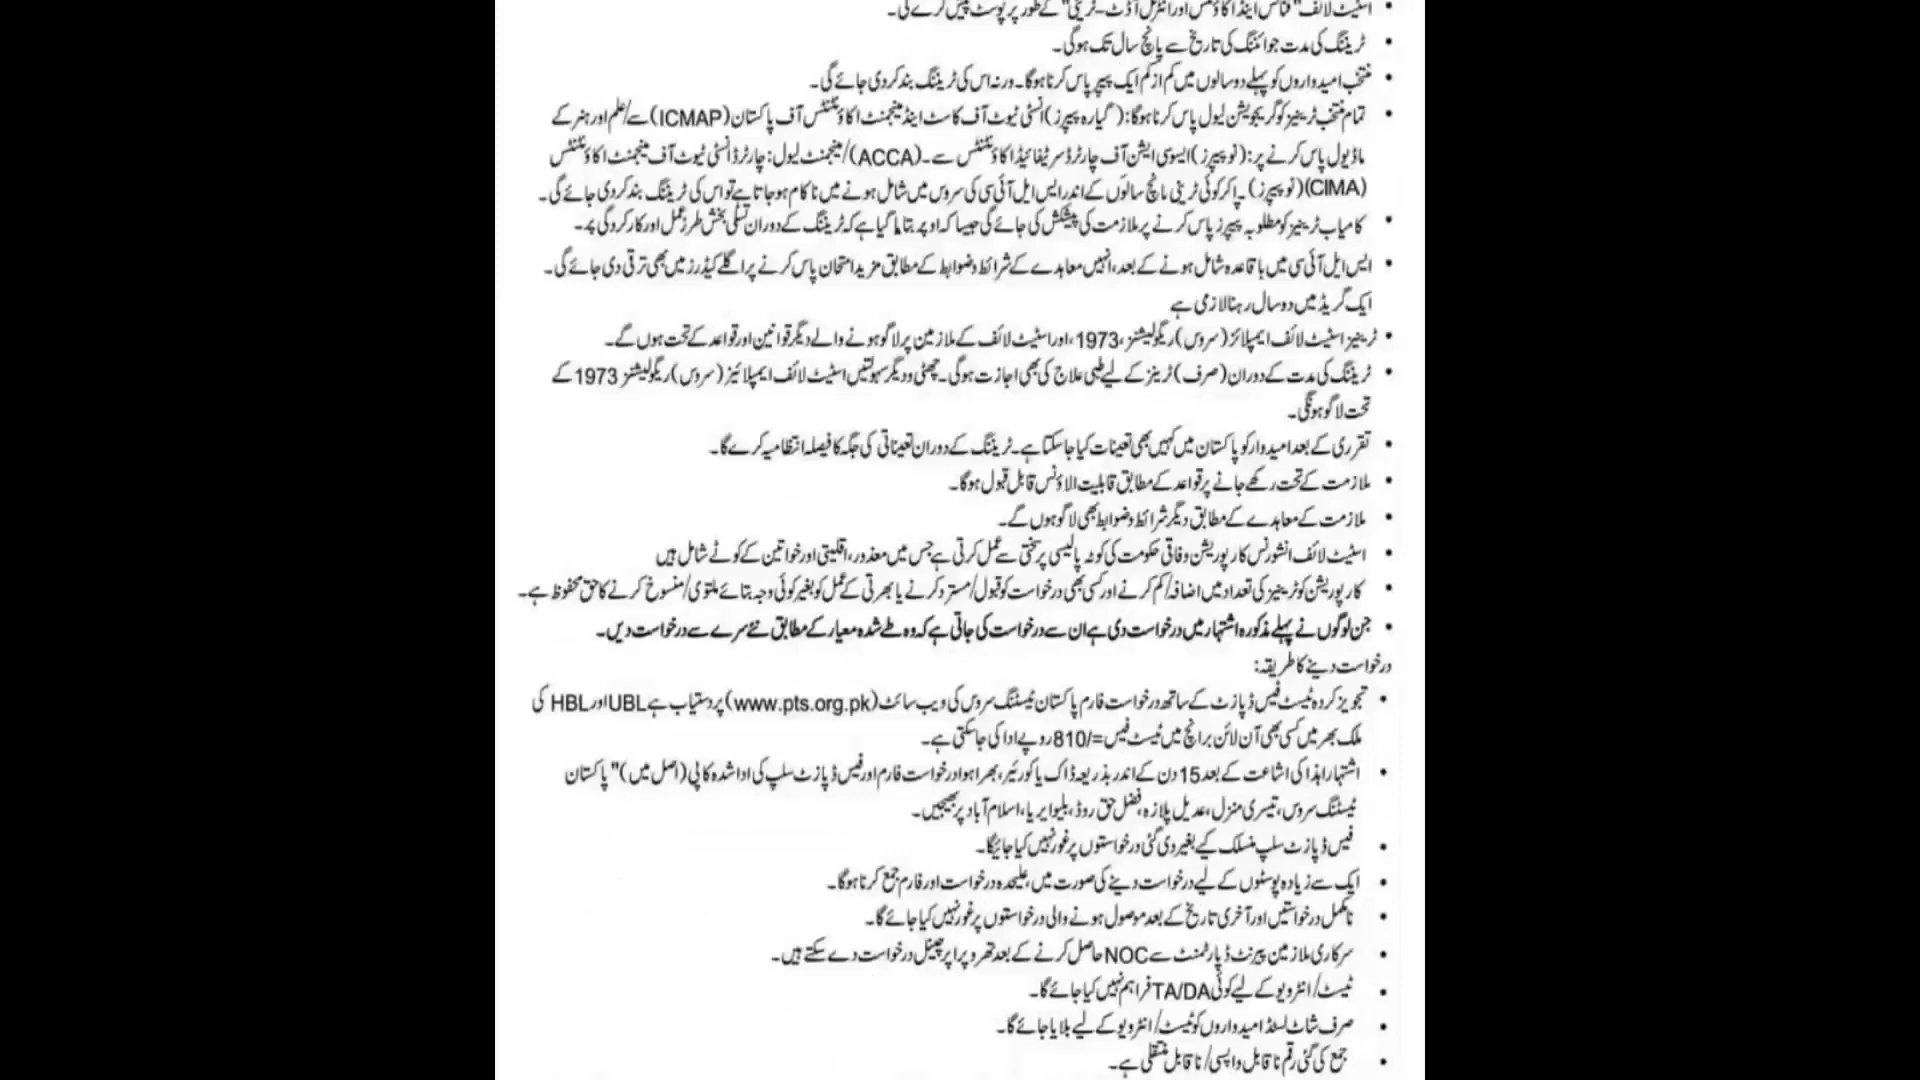 اسٹیٹ لائف "فنانس اینڈ اکاؤنٹس اور انٹرنل آڈٹ-ٹرینی" کے طور پر پوسٹ پیش کرے گی۔
ٹریننگ کی مدت جوائننگ کی تاریخ سے پانچ سال تک ہوگی۔
منتخب امیدواروں کو پہلے دو سالوں میں کم از کم ایک پیپر پاس کرنا ہوگا۔ ورنہ اس کی ٹریننگ بند کر دی جائے گی۔
تمام منتخب ٹرینیز کو گریجویشن لیول پاس کرنا ہوگا: (گیارہ پیپرز) انسٹی ٹیوٹ آف کاسٹ اینڈ مینجمنٹ اکاؤنٹنٹس آف پاکستان (ICMAP) سے/علم اور ہنر کے
ماڈیول پاس کرنے پر: (نو پیپرز) ایسوسی ایشن آف چارٹرڈ سرٹیفائیڈ اکاؤنٹنٹس سے۔ (ACCA)/مینجمنٹ لیول: چارٹرڈ انسٹی ٹیوٹ آف مینجمنٹ اکاؤنٹنٹس
(CIMA) (نو پیپرز)۔ پاکر کوئی ٹرینی پانچ سالوں کے اندر ایس ایل آئی سی کی سروس میں شامل ہونے میں ناکام ہو جاتا ہے تو اس کی ٹریننگ بند کر دی جائے گی۔
کامیاب ٹرینیز کو مطلوبہ پیپرز پاس کرنے پر ملازمت کی پیشکش کی جائے گی جیسا کہ اوپر بتایا گیا ہے کہ ٹریننگ کے دوران تسلی بخش طرز عمل اور کارکردگی پر۔
ایس ایل آئی سی میں باقاعدہ شامل ہونے کے بعد، انہیں معاہدے کے شرائط و ضوابط کے مطابق مزید امتحان پاس کرنے پر اگلے کیڈرز میں بھی ترقی دی جائے گی۔
ایک گریڈ میں دو سال رہنا لازمی ہے
ٹرینیز اسٹیٹ لائف ایمپلائز (سروس) ریگولیشنز، 1973، اور اسٹیٹ لائف کے ملازمین پر لاگو ہونے والے دیگر قوانین اور قواعد کے تحت ہوں گے۔
ٹریننگ کی مدت کے دوران (صرف) ٹرینیز کے لیے طبی علاج کی بھی اجازت ہوگی۔ چھٹی و دیگر سہولتیں اسٹیٹ لائف ایمپلائیز (سروس) ریگولیشنز 1973 کے
تحت لاگو ہونگی۔
تقرری کے بعد امیدوار کو پاکستان میں کہیں بھی تعینات کیا جا سکتا ہے۔ ٹریننگ کے دوران تعیناتی کی جگہ کا فیصلہ انتظامیہ کرے گا۔
ملازمت کے تحت رکھے جانے پر قواعد کے مطابق قابلیت الاؤنس قابل قبول ہوگا۔
ملازمت کے معاہدے کے مطابق دیگر شرائط و ضوابط بھی لاگو ہوں گے۔
اسٹیٹ لائف انشورنس کارپوریشن وفاقی حکومت کی کوٹہ پالیسی پر سختی سے عمل کرتی ہے جس میں معذور، اقلیتی اور خواتین کے کوٹے شامل ہیں
کارپوریشن کو ٹرینیز کی تعداد میں اضافہ/کم کرنے اور کسی بھی درخواست کو قبول/مسترد کرنے یا بھرتی کے عمل کو بغیر کوئی وجہ بتائے ملتوی/منسوخ کرنے کا حق محفوظ ہے۔
جن لوگوں نے پہلے مذکورہ اشتہار میں درخواست دی ہے ان سے درخواست کی جاتی ہے کہ وہ طے شدہ معیار کے مطابق نئے سرے سے درخواست دیں۔
درخواست دینے کا طریقہ:
تجویز کردہ ٹیسٹ فیس ڈپازٹ کے ساتھ درخواست فارم پاکستان ٹیسٹنگ سروس کی ویب سائٹ (www.pts.org.pk) پر دستیاب ہے UBL اور HBL کی
ملک بھر میں کسی بھی آن لائن برانچ میں ٹیسٹ فیس =/810 روپے ادا کی جا سکتی ہے۔
اشتہار ہٰذا کی اشاعت کے بعد 15 دن کے اندر بذریعہ ڈاک یا کورئیر، بھرا ہوا درخواست فارم اور فیس ڈپازٹ سلپ کی ادا شدہ کاپی (اصل میں) "پاکستان
ٹیسٹنگ سروس، تیسری منزل، عدیل پلازہ، فضل حق روڈ، بلیو ایریا، اسلام آباد پر بھیجیں۔
فیس ڈپازٹ سلپ منسلک کیے بغیر دی گئی درخواستوں پر غور نہیں کیا جائیگا۔
ایک سے زیادہ پوسٹوں کے لیے درخواست دینے کی صورت میں، علیحدہ درخواست اور فارم جمع کرنا ہوگا۔
نامکمل درخواستیں اور آخری تاریخ کے بعد موصول ہونے والی درخواستوں پر غور نہیں کیا جائے گا۔
سرکاری ملازمین پیرنٹ ڈپارٹمنٹ سے NOC حاصل کرنے کے بعد تھرو پراپر چینل درخواست دے سکتے ہیں۔
ٹیسٹ/انٹرویو کے لیے کوئی TA/DA فراہم نہیں کیا جائے گا۔
صرف شاٹ لسٹڈ امیدواروں کو ٹیسٹ/انٹرویو کے لیے بلایا جائے گا۔
جمع کی گئی رقم ناقابل واپسی/ناقابل منتقلی ہے۔